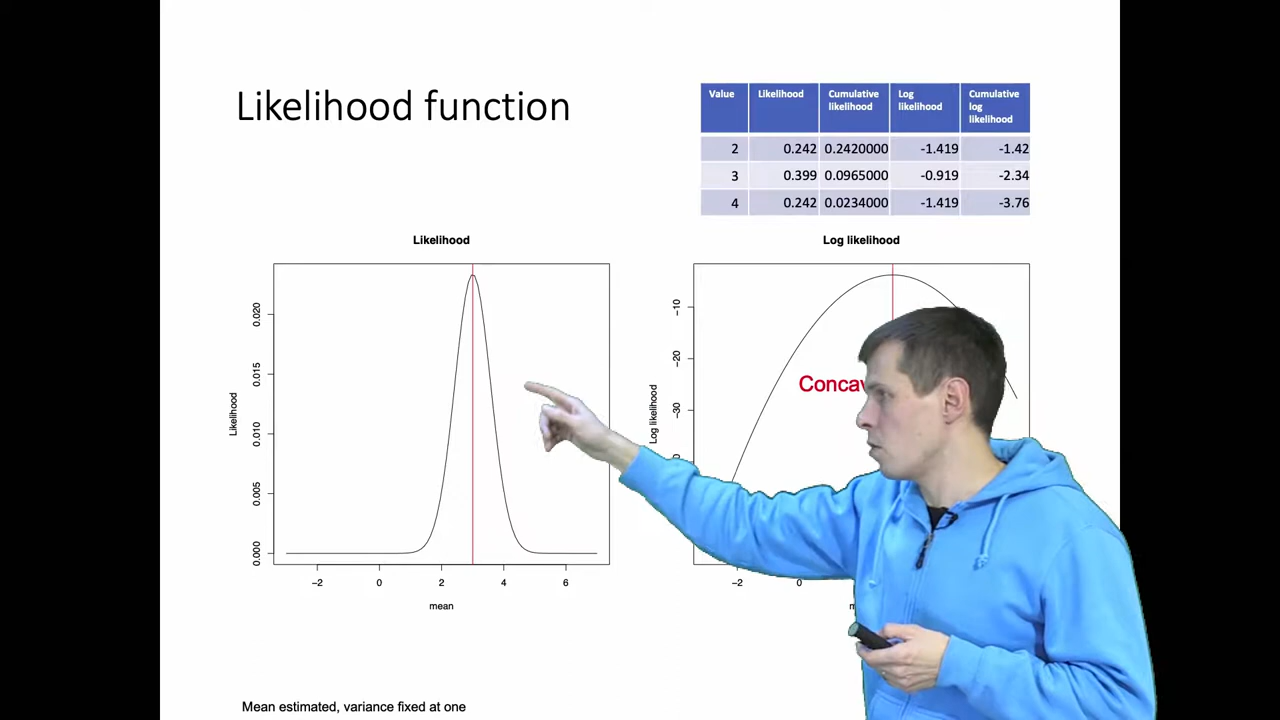 Likelihood function
Value Likelihood Cumulative likelihood Log likelihood Cumulative log likelihood
2 0.242 0.2420000 -1.419 -1.42
3 0.399 0.0965000 -0.919 -2.34
4 0.242 0.0234000 -1.419 -3.76
Likelihood
0.020
0.015
0.010
0.005
0.000
Likelihood
-2 0 2 4 6
mean
Log likelihood
-10
-20
-30
Log likelihood
-2 0
Mean estimated, variance fixed at one